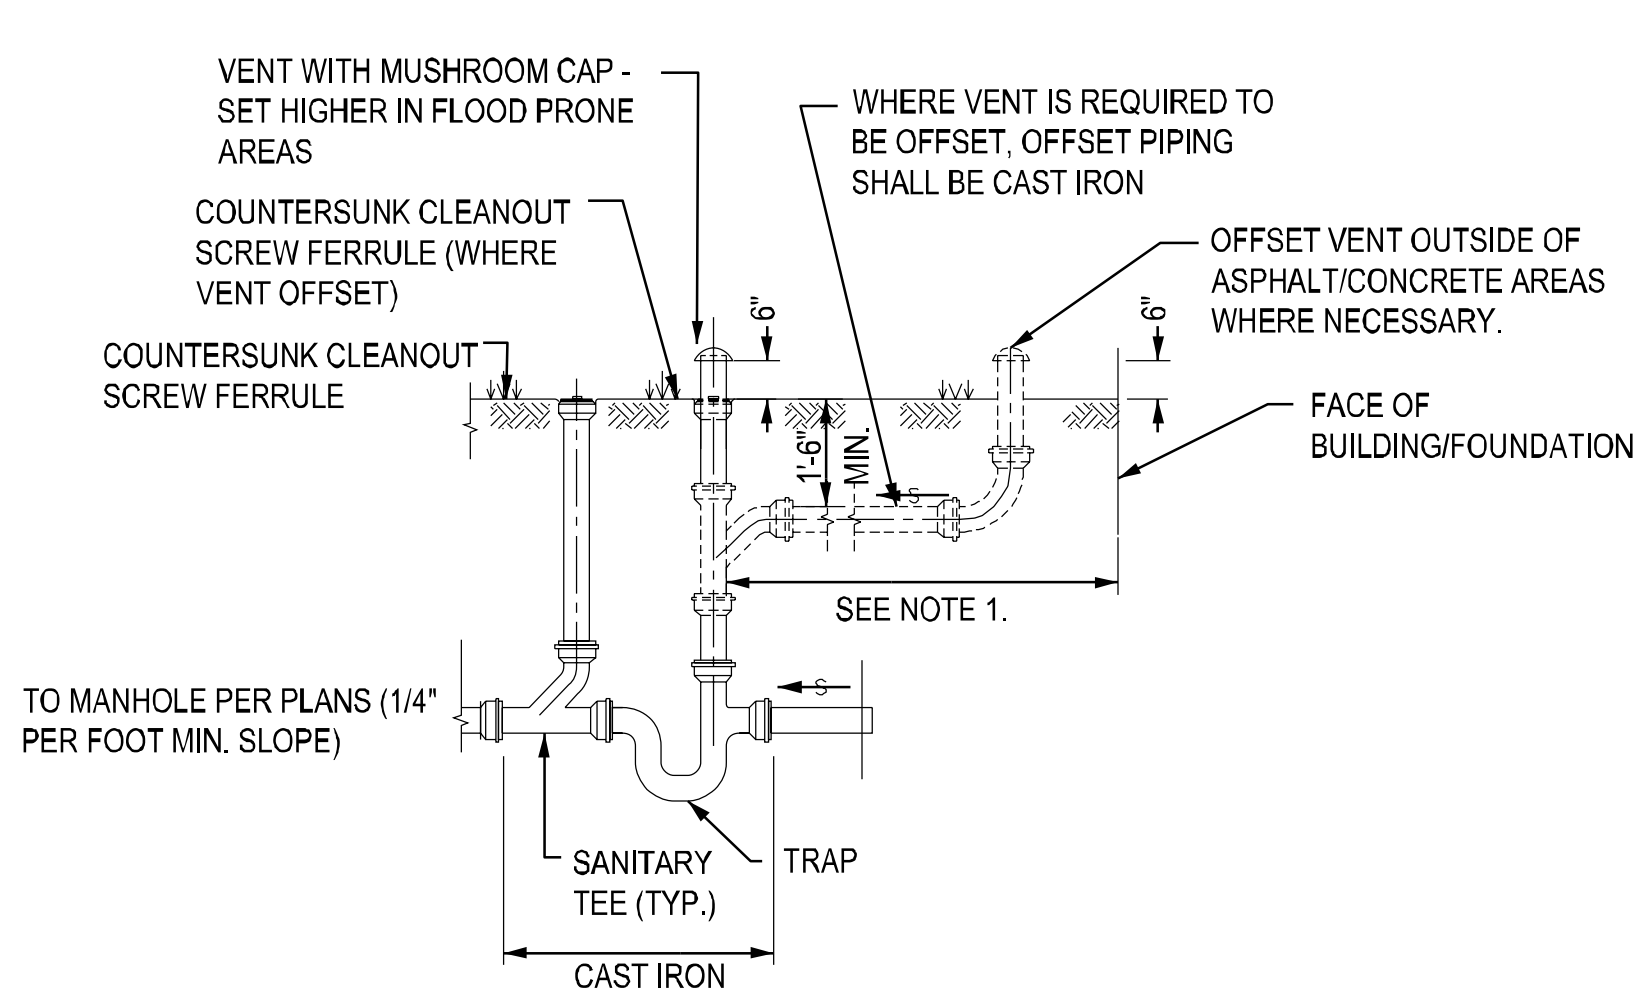 VENT WITH MUSHROOM CAP -
SET HIGHER IN FLOOD PRONE
AREAS
WHERE VENT IS REQUIRED TO
BE OFFSET, OFFSET PIPING
SHALL BE CAST IRON
COUNTERSUNK CLEANOUT
SCREW FERRULE (WHERE
VENT OFFSET)
OFFSET VENT OUTSIDE OF
ASPHALT/CONCRETE AREAS
WHERE NECESSARY.
6"
6"
COUNTERSUNK CLEANOUT
SCREW FERRULE
FACE OF
BUILDING/FOUNDATION
1'-6"
MIN.
S
SEE NOTE 1.
S
TO MANHOLE PER PLANS (1/4"
PER FOOT MIN. SLOPE)
SANITARY
TEE (TYP.)
TRAP
CAST IRON